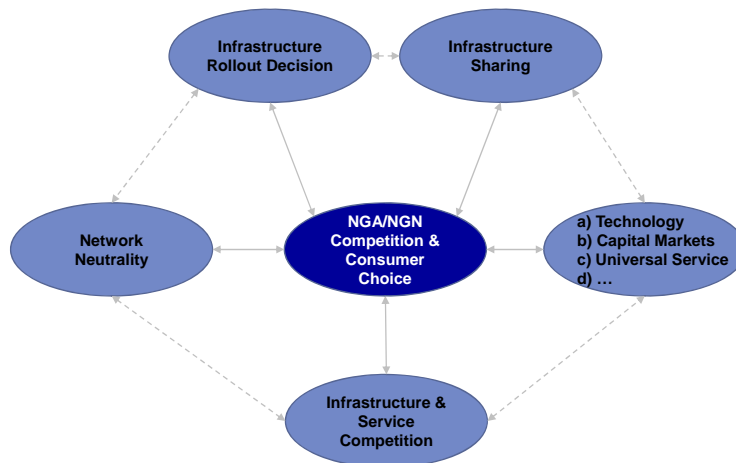 Infrastructure
Rollout Decision
Infrastructure
Sharing
Network
Neutrality
NGA/NGN
Competition &
Consumer
Choice
a) Technology
b) Capital Markets
c) Universal Service
d) …
Infrastructure &
Service
Competition